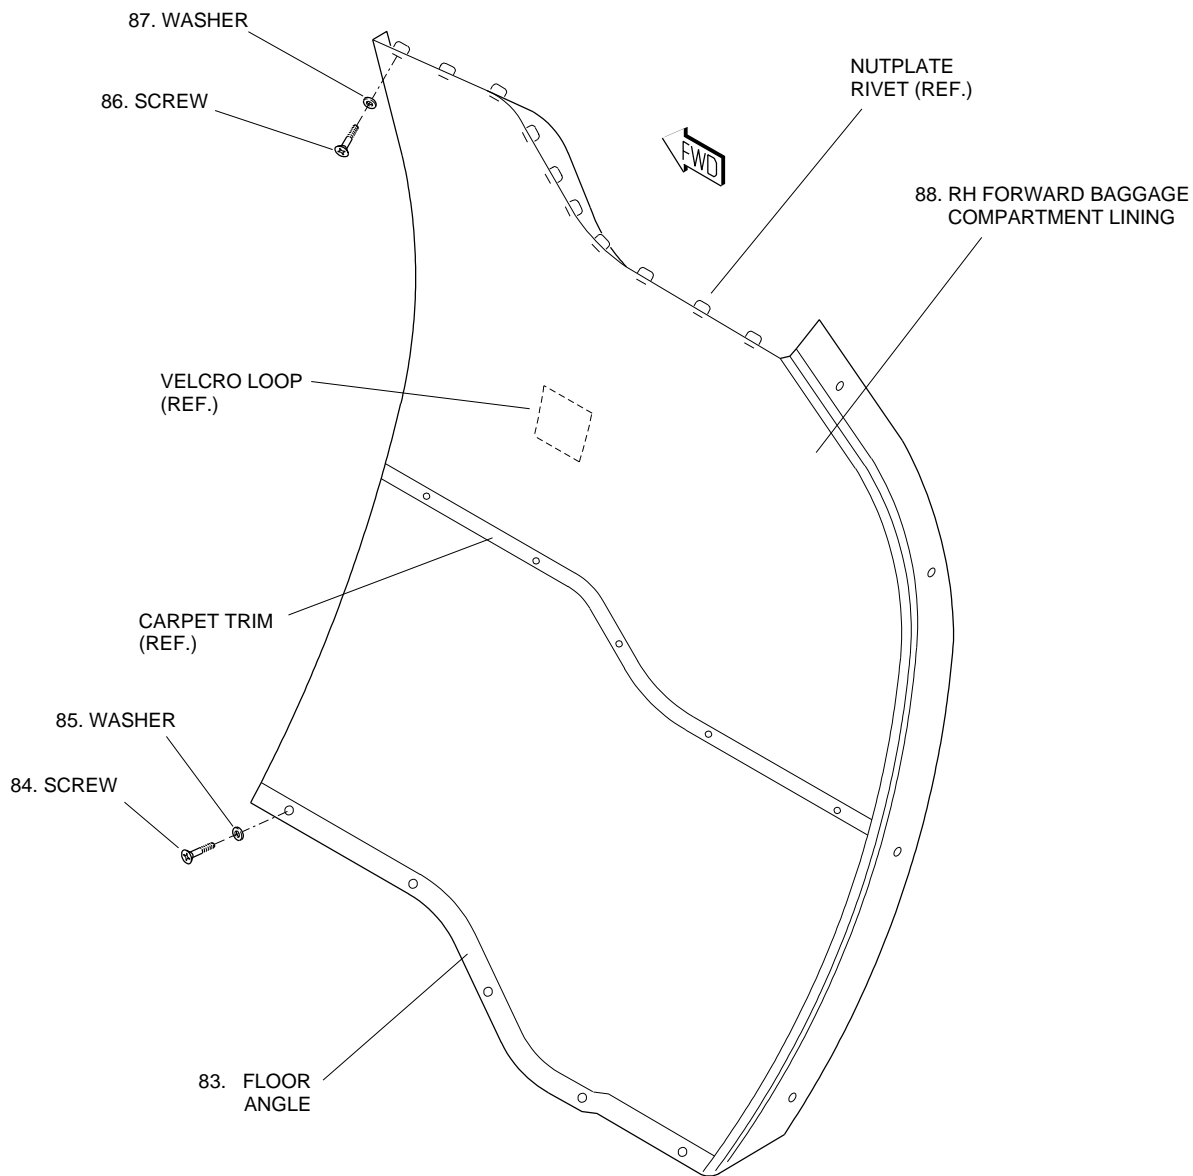 87. WASHER
86. SCREW
NUTPLATE
RIVET (REF.)
FWD
88. RH FORWARD BAGGAGE
COMPARTMENT LINING
VELCRO LOOP
(REF.)
CARPET TRIM
(REF.)
85. WASHER
84. SCREW
83. FLOOR
ANGLE